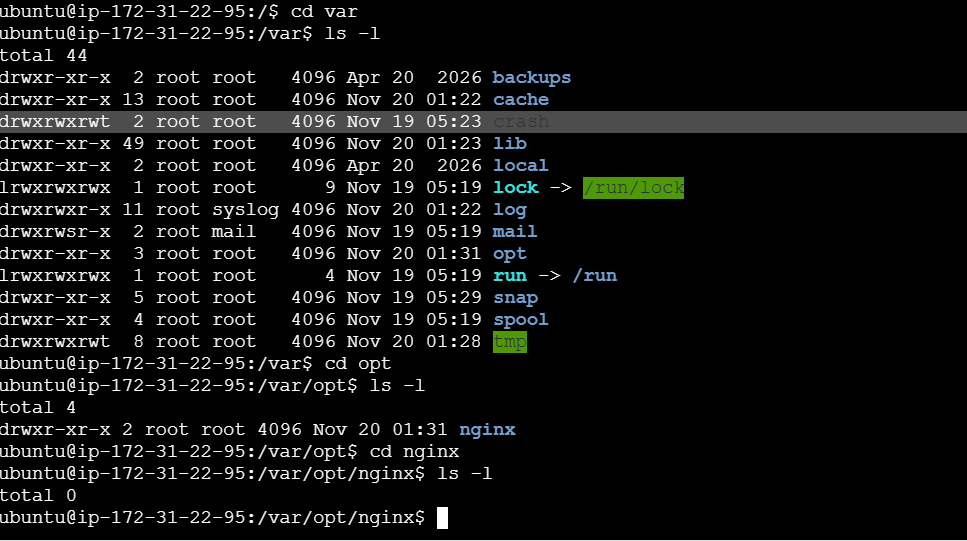 ubuntu@ip-172-31-22-95:/$ cd var
ubuntu@ip-172-31-22-95:/var$ ls -l
total 44
drwxr-xr-x  2 root root   4096 Apr 20  2026 backups
drwxr-xr-x 13 root root   4096 Nov 20 01:22 cache
drwxrwxrwt  2 root root   4096 Nov 19 05:23 crash
drwxr-xr-x 49 root root   4096 Nov 20 01:23 lib
drwxr-xr-x  2 root root   4096 Apr 20  2026 local
lrwxrwxrwx  1 root root      9 Nov 19 05:19 lock -> /run/lock
drwxrwxr-x 11 root syslog 4096 Nov 20 01:22 log
drwxrwsr-x  2 root mail   4096 Nov 19 05:19 mail
drwxr-xr-x  3 root root   4096 Nov 20 01:31 opt
lrwxrwxrwx  1 root root      4 Nov 19 05:19 run -> /run
drwxr-xr-x  5 root root   4096 Nov 19 05:29 snap
drwxr-xr-x  4 root root   4096 Nov 19 05:19 spool
drwxrwxrwt  8 root root   4096 Nov 20 01:28 tmp
ubuntu@ip-172-31-22-95:/var$ cd opt
ubuntu@ip-172-31-22-95:/var/opt$ ls -l
total 4
drwxr-xr-x 2 root root 4096 Nov 20 01:31 nginx
ubuntu@ip-172-31-22-95:/var/opt$ cd nginx
ubuntu@ip-172-31-22-95:/var/opt/nginx$ ls -l
total 0
ubuntu@ip-172-31-22-95:/var/opt/nginx$